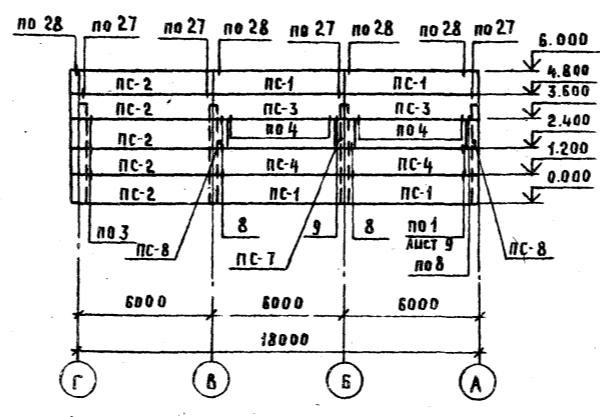 по 28 по 27 по 27 по 28 по 27 по 28 по 28 по 27
6.000
ПС-2 ПС-1 ПС-1 4.800
3.600
ПС-2 ПС-3 ПС-3
по 4 по 4 2.400
ПС-2
1.200
ПС-2 ПС-4 ПС-4
0.000
ПС-2 ПС-1 ПС-1
по 3 ПС-8 8 ПС-7 9 8 по 1 ПС-8
Лист 9
по 8
6000 6000 6000
18000
Г В Б А